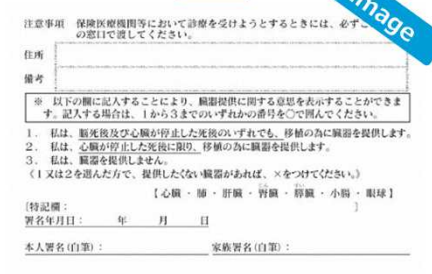 注意事項 保険医療機関等において診療を受けようとするときには、必ずこ
の窓口で渡してください。
住所
備考
※ 以下の欄に記入することにより、臓器提供に関する意思を表示することができま
す。記入する場合は、1から3までのいずれかの番号を○で囲んでください。
1. 私は、脳死後及び心臓が停止した死後のいずれでも、移植の為に臓器を提供します。
2. 私は、心臓が停止した死後に限り、移植の為に臓器を提供します。
3. 私は、臓器を提供しません。
《1又は2を選んだ方で、提供したくない臓器があれば、×をつけてください。》
【心臓・肺・肝臓・腎臓・膵臓・小腸・眼球】
〔特記欄: 〕
署名年月日: 年 月 日
本人署名(自筆): 家族署名(自筆):